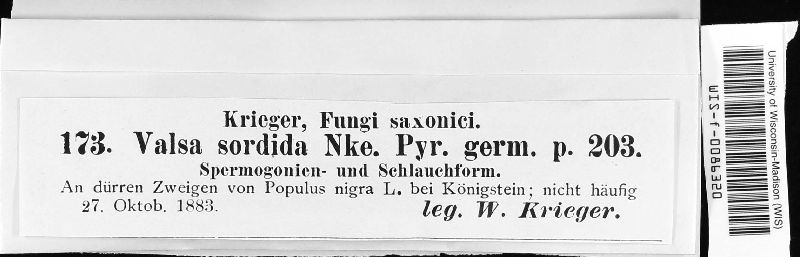 Krieger, Fungi saxonici.
173. Valsa sordida Nke. Pyr. germ. p. 203.
Spermogonien- und Schlauchform.
An dürren Zweigen von Populus nigra L. bei Königstein; nicht häufig
27. Oktob. 1883.
leg. W. Krieger.
University of Wisconsin-Madison (WIS)
WIS-f-0086320